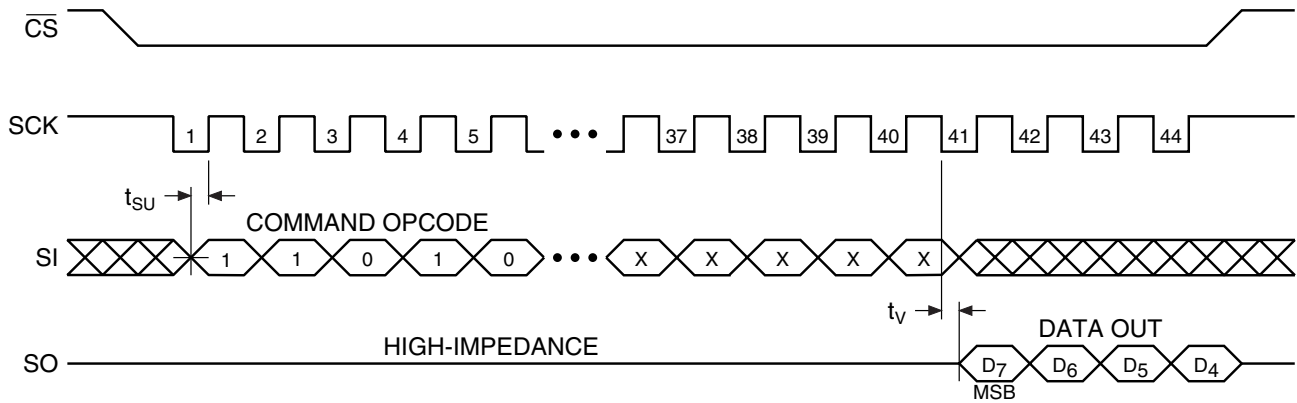 CS
SCK 1 2 3 4 5 ••• 37 38 39 40 41 42 43 44
tSU
COMMAND OPCODE
SI 1 1 0 1 0 ••• X X X X X
tV
DATA OUT
HIGH-IMPEDANCE
SO D7 D6 D5 D4
MSB